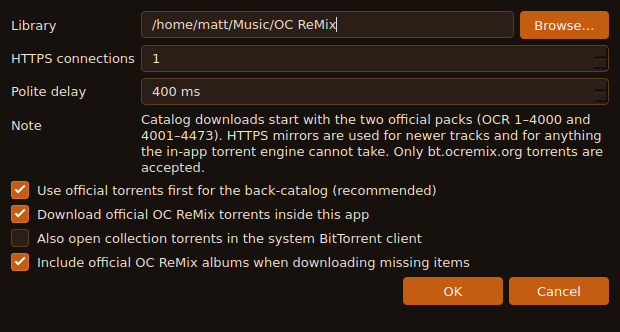 Library /home/matt/Music/OC ReMix Browse...
HTTPS connections 1
Polite delay 400 ms
Note Catalog downloads start with the two official packs (OCR 1–4000 and
4001–4473). HTTPS mirrors are used for newer tracks and for anything
the in-app torrent engine cannot take. Only bt.ocremix.org torrents are
accepted.
Use official torrents first for the back-catalog (recommended)
Download official OC ReMix torrents inside this app
Also open collection torrents in the system BitTorrent client
Include official OC ReMix albums when downloading missing items
OK Cancel